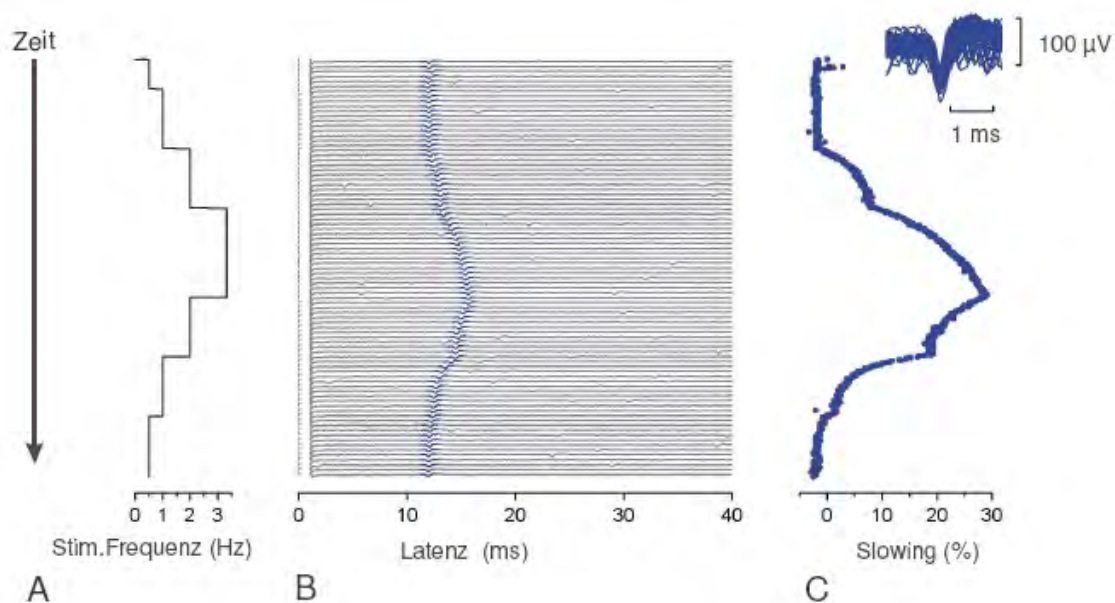 Zeit
100 µV
1 ms
0 1 2 3
0 10 20 30 40
0 10 20 30
Stim.Frequenz (Hz)
Latenz (ms)
Slowing (%)
A
B
C